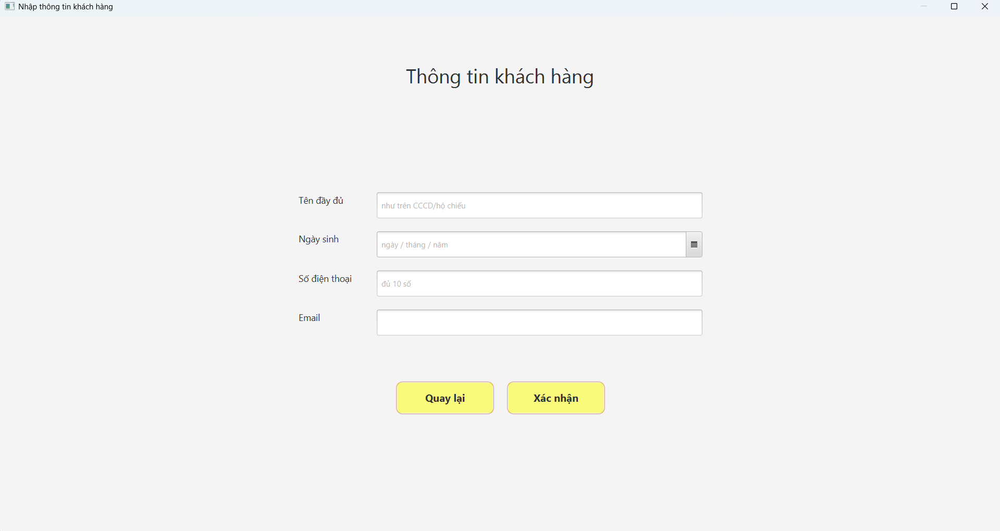 Nhập thông tin khách hàng
Thông tin khách hàng
Tên đầy đủ
như trên CCCD/hộ chiếu
Ngày sinh
ngày / tháng / năm
Số điện thoại
đủ 10 số
Email
Quay lại
Xác nhận